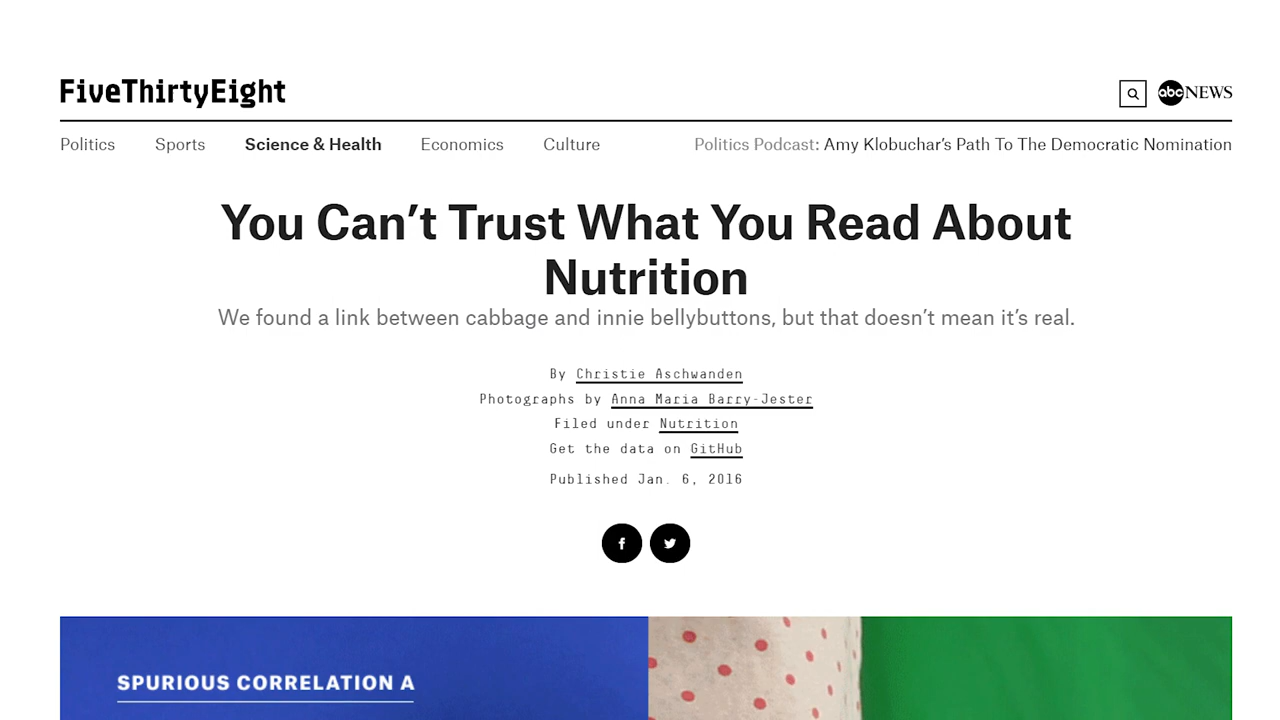 FiveThirtyEight
abc NEWS
Politics Sports Science & Health Economics Culture Politics Podcast: Amy Klobuchar’s Path To The Democratic Nomination
You Can’t Trust What You Read About
Nutrition
We found a link between cabbage and innie bellybuttons, but that doesn’t mean it’s real.
By Christie Aschwanden
Photographs by Anna Maria Barry-Jester
Filed under Nutrition
Get the data on GitHub
Published Jan. 6, 2016
SPURIOUS CORRELATION A